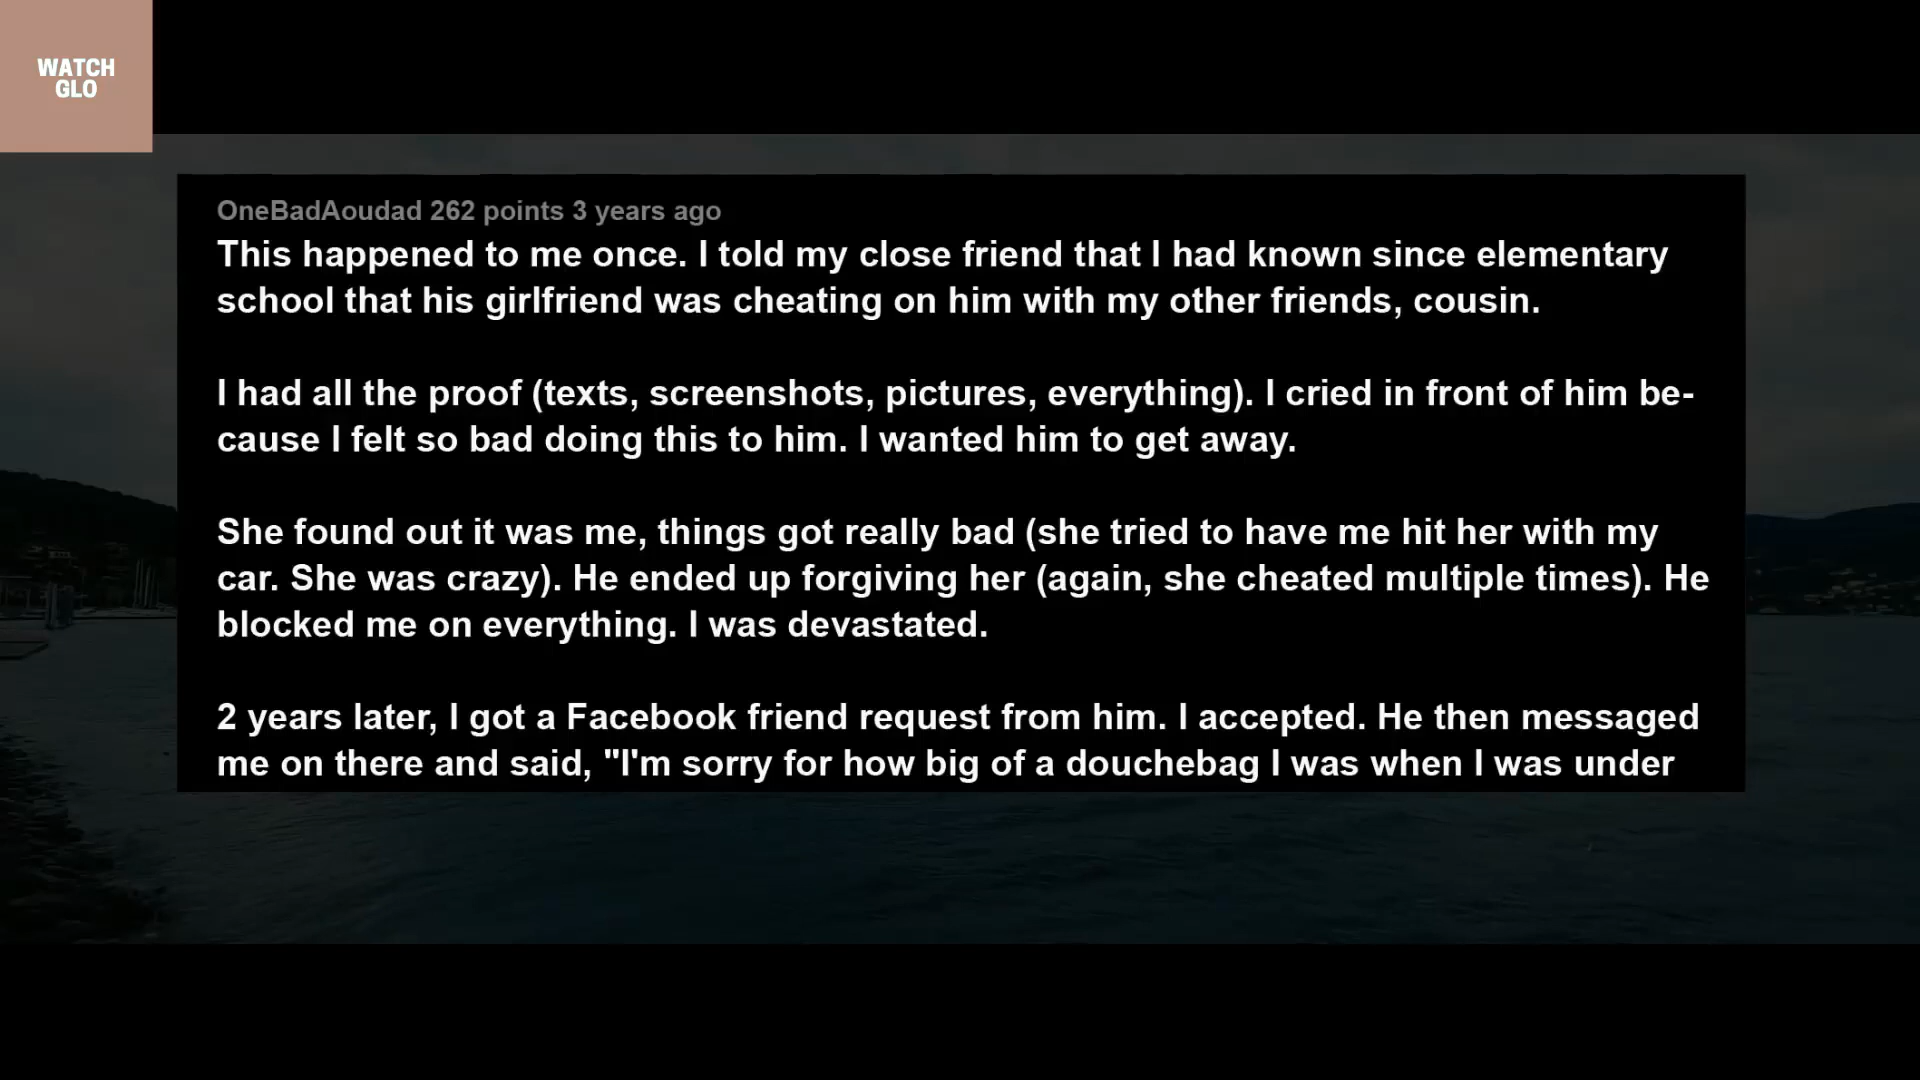 WATCH
GLO
OneBadAoudad 262 points 3 years ago
This happened to me once. I told my close friend that I had known since elementary
school that his girlfriend was cheating on him with my other friends, cousin.
I had all the proof (texts, screenshots, pictures, everything). I cried in front of him be-
cause I felt so bad doing this to him. I wanted him to get away.
She found out it was me, things got really bad (she tried to have me hit her with my
car. She was crazy). He ended up forgiving her (again, she cheated multiple times). He
blocked me on everything. I was devastated.
2 years later, I got a Facebook friend request from him. I accepted. He then messaged
me on there and said, "I'm sorry for how big of a douchebag I was when I was under